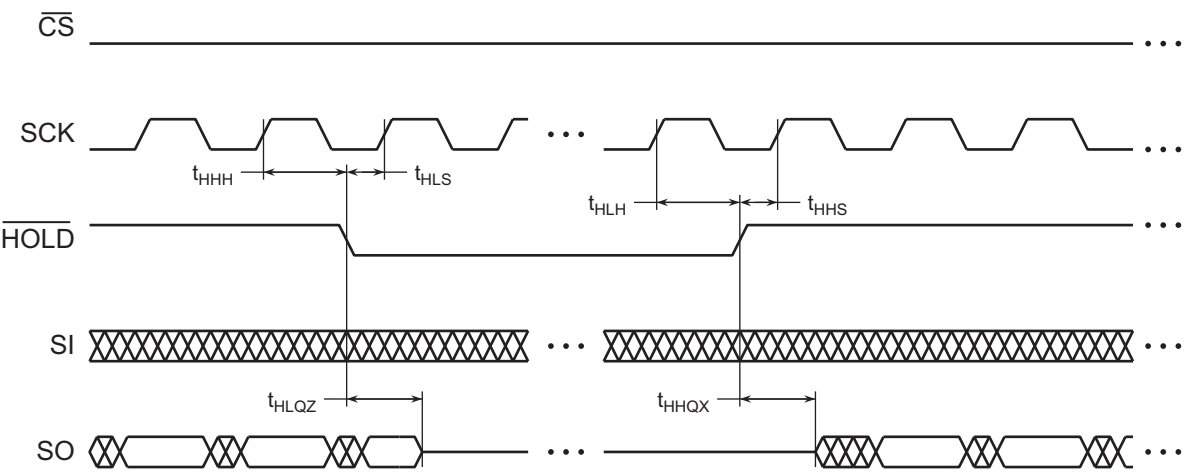 CS
SCK
tHHH
tHLS
tHLH
tHHS
HOLD
SI
tHLQZ
tHHQX
SO